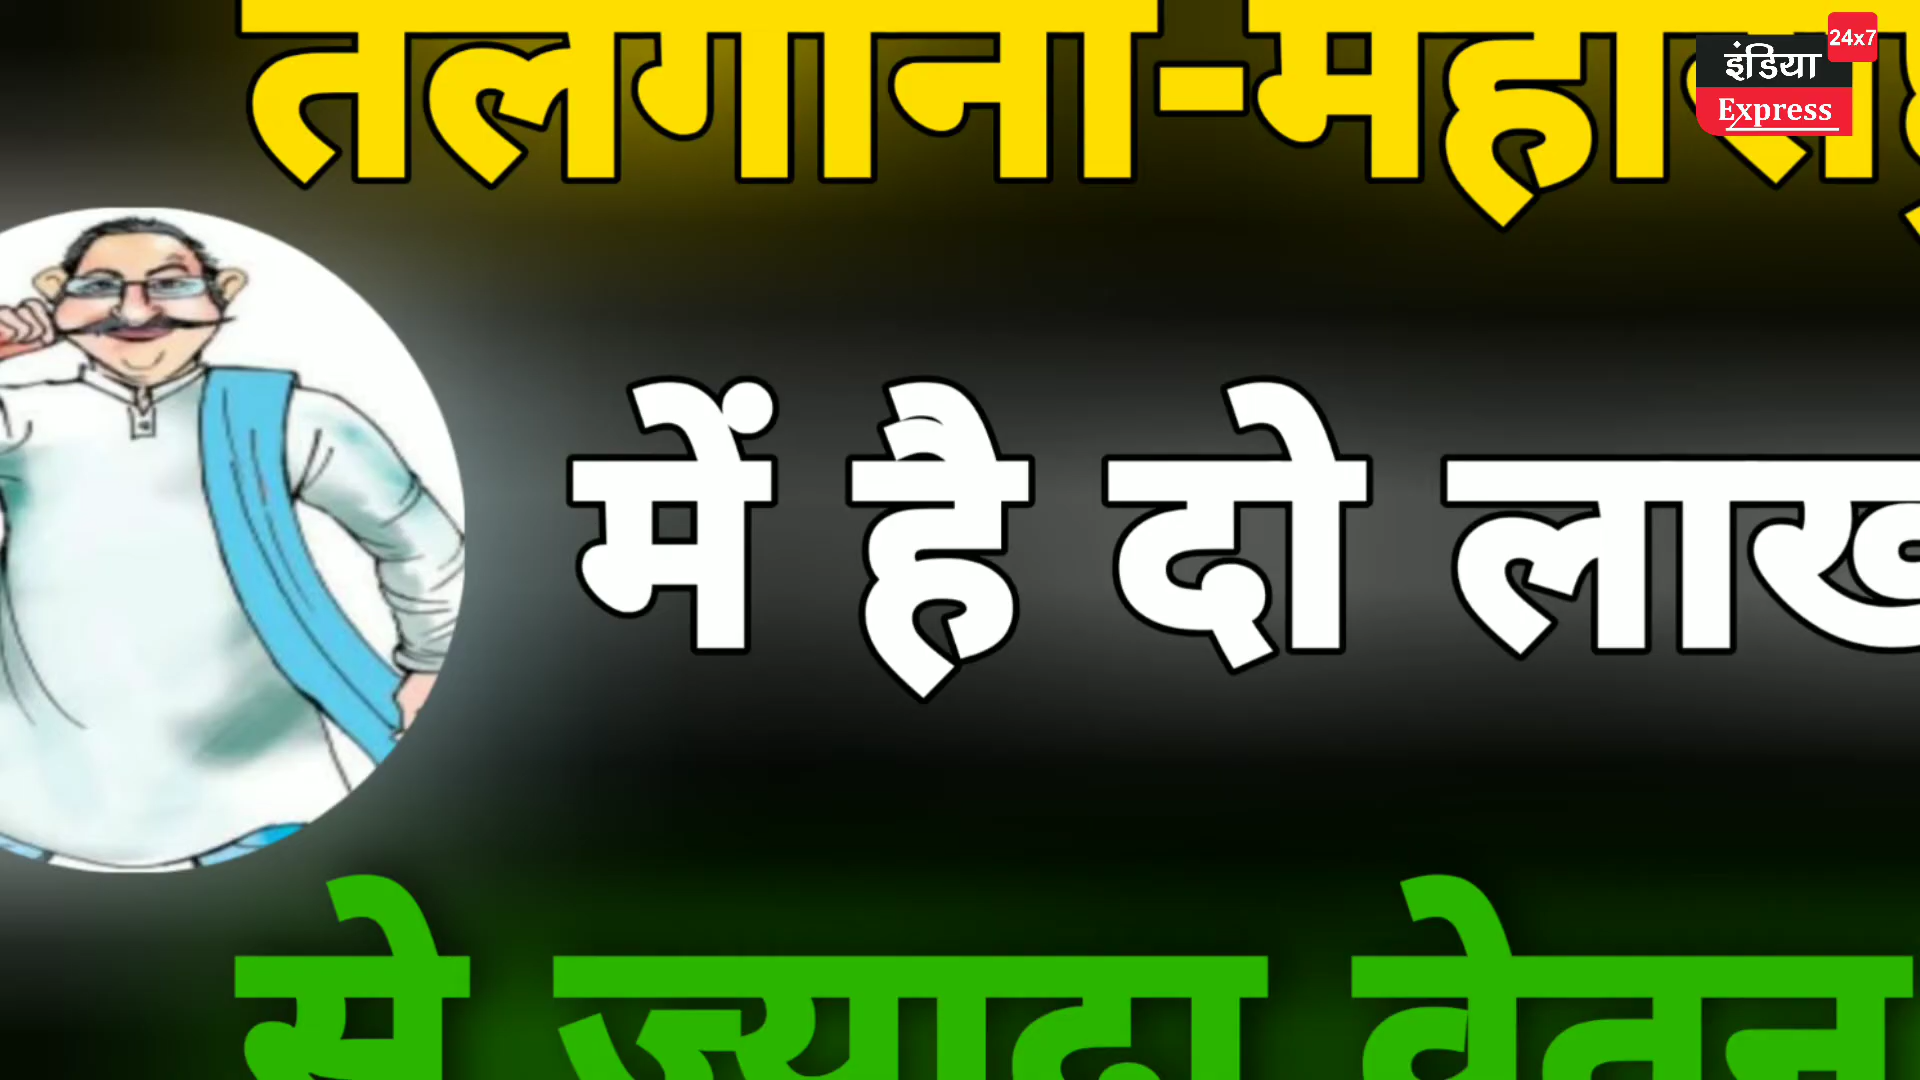 24x7
इंडिया
Express
में है दो लाख
से ज्यादा वेतन